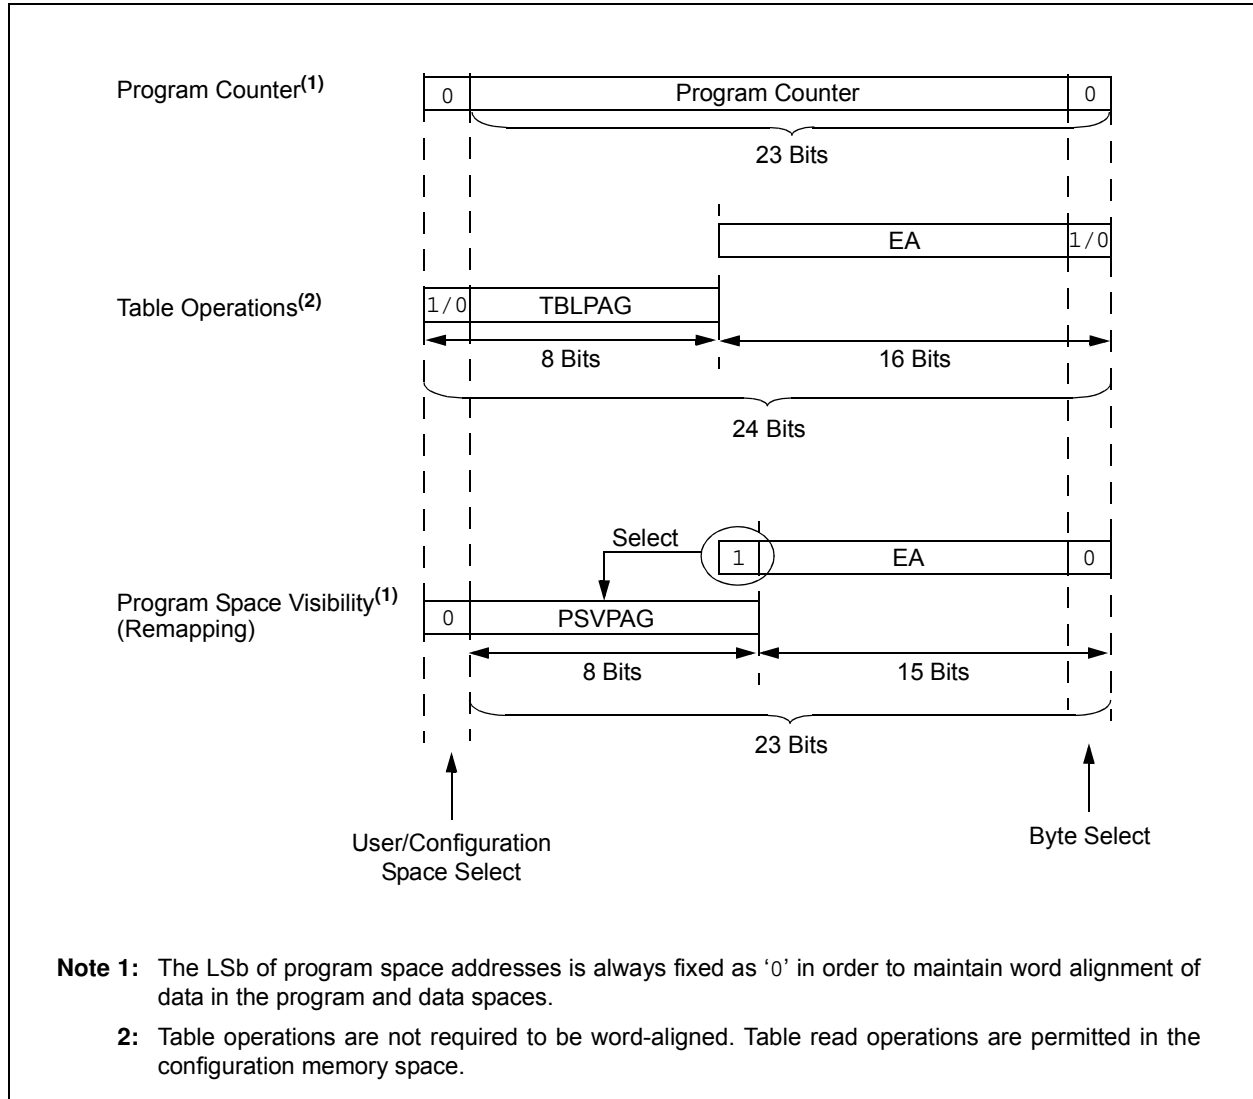 Program Counter(1)
0
Program Counter
0
23 Bits
EA
1/0
Table Operations(2)
1/0
TBLPAG
8 Bits
16 Bits
24 Bits
Select
1
EA
0
Program Space Visibility(1)
(Remapping)
0
PSVPAG
8 Bits
15 Bits
23 Bits
User/Configuration
Space Select
Byte Select
Note 1: The LSb of program space addresses is always fixed as ‘0’ in order to maintain word alignment of
data in the program and data spaces.
2: Table operations are not required to be word-aligned. Table read operations are permitted in the
configuration memory space.